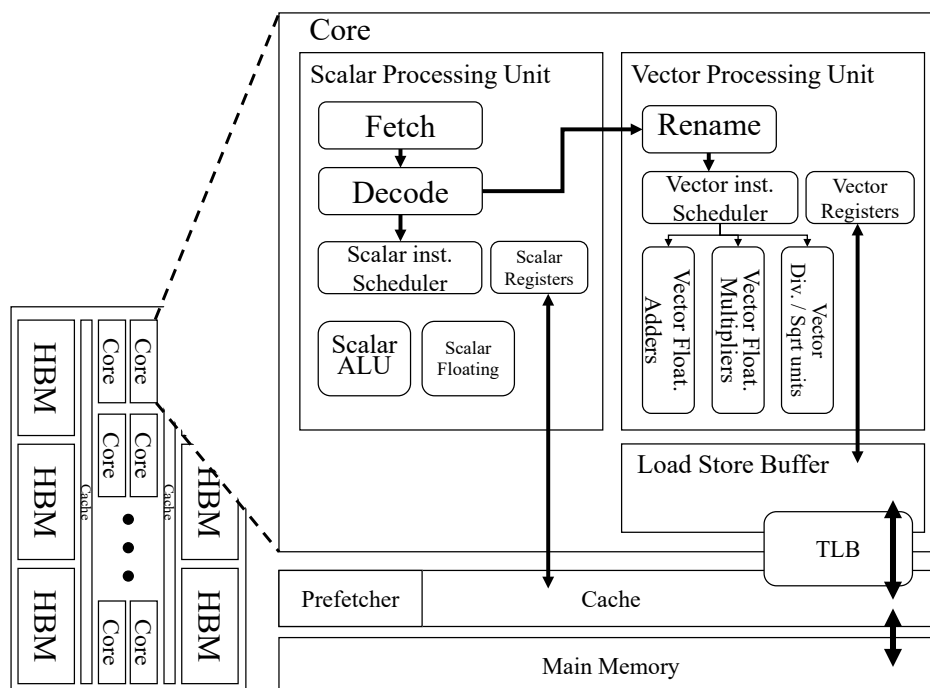 Core
Scalar Processing Unit
Fetch
Decode
Scalar inst.
Scheduler
Scalar
Registers
Scalar
ALU
Scalar
Floating
Vector Processing Unit
Rename
Vector inst.
Scheduler
Vector
Registers
Vector Float.
Adders
Vector Float.
Multipliers
Vector
Div. / Sqrt units
Load Store Buffer
TLB
Prefetcher
Cache
Main Memory
HBM
HBM
HBM
Cache
Core
Core
Core
Core
Core
Core
Cache
HBM
HBM